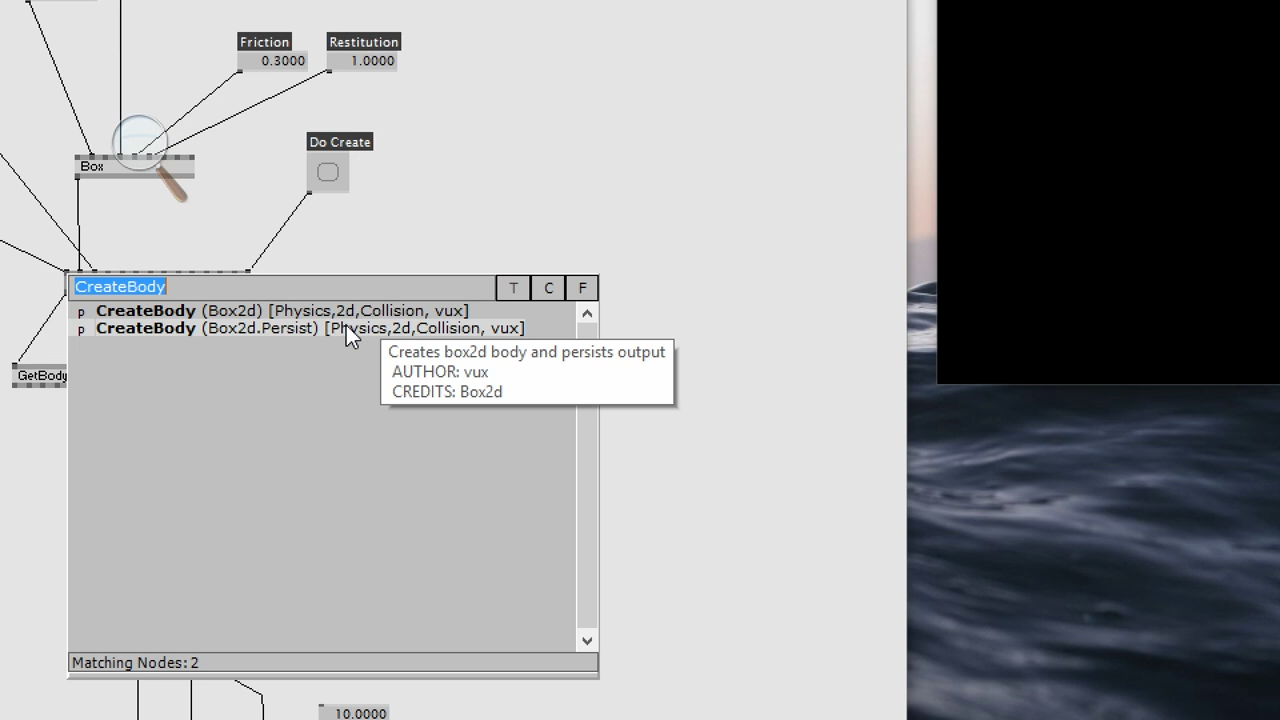 Friction
Restitution
0.3000
1.0000
Do Create
Box
CreateBody
T C F
p CreateBody (Box2d) [Physics,2d,Collision, vux]
p CreateBody (Box2d.Persist) [Physics,2d,Collision, vux]
Creates box2d body and persists output
AUTHOR: vux
CREDITS: Box2d
GetBody
Matching Nodes: 2
10.0000